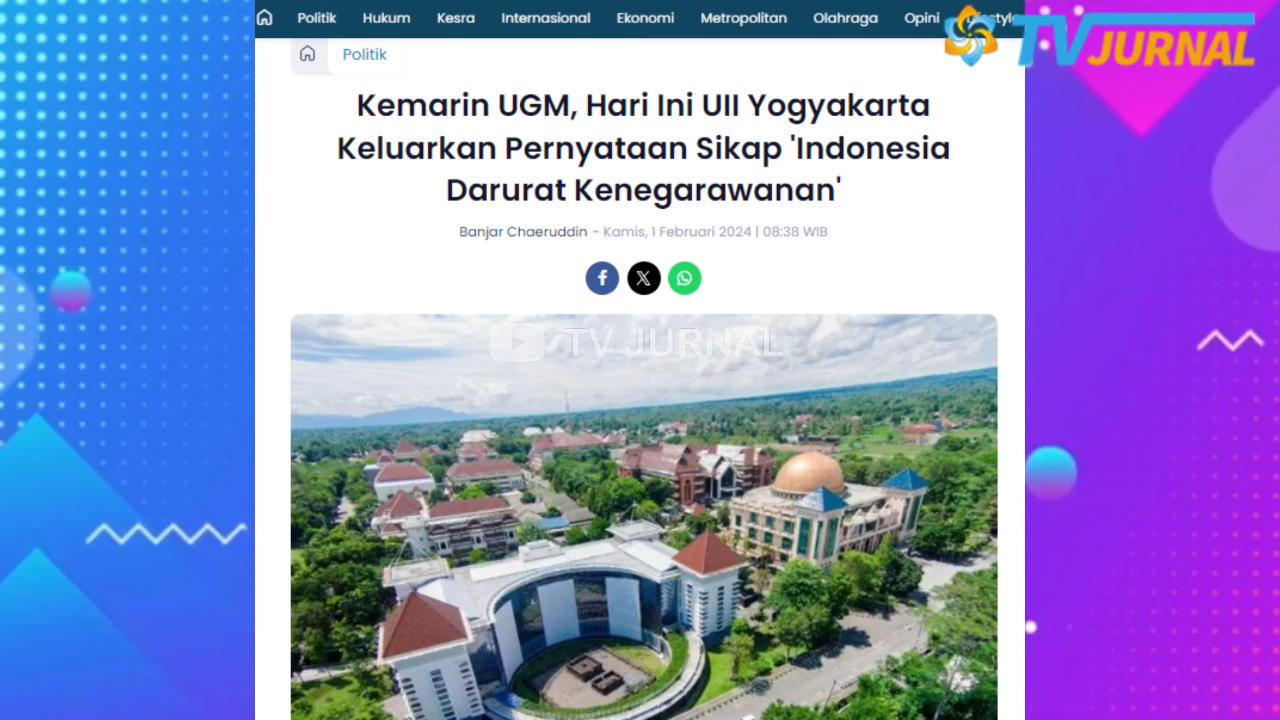 Politik Hukum Kesra Internasional Ekonomi Metropolitan Olahraga Opini
TV JURNAL
Politik
Kemarin UGM, Hari Ini UII Yogyakarta
Keluarkan Pernyataan Sikap 'Indonesia
Darurat Kenegarawanan'
Banjar Chaeruddin - Kamis, 1 Februari 2024 | 08:38 WIB
TV JURNAL